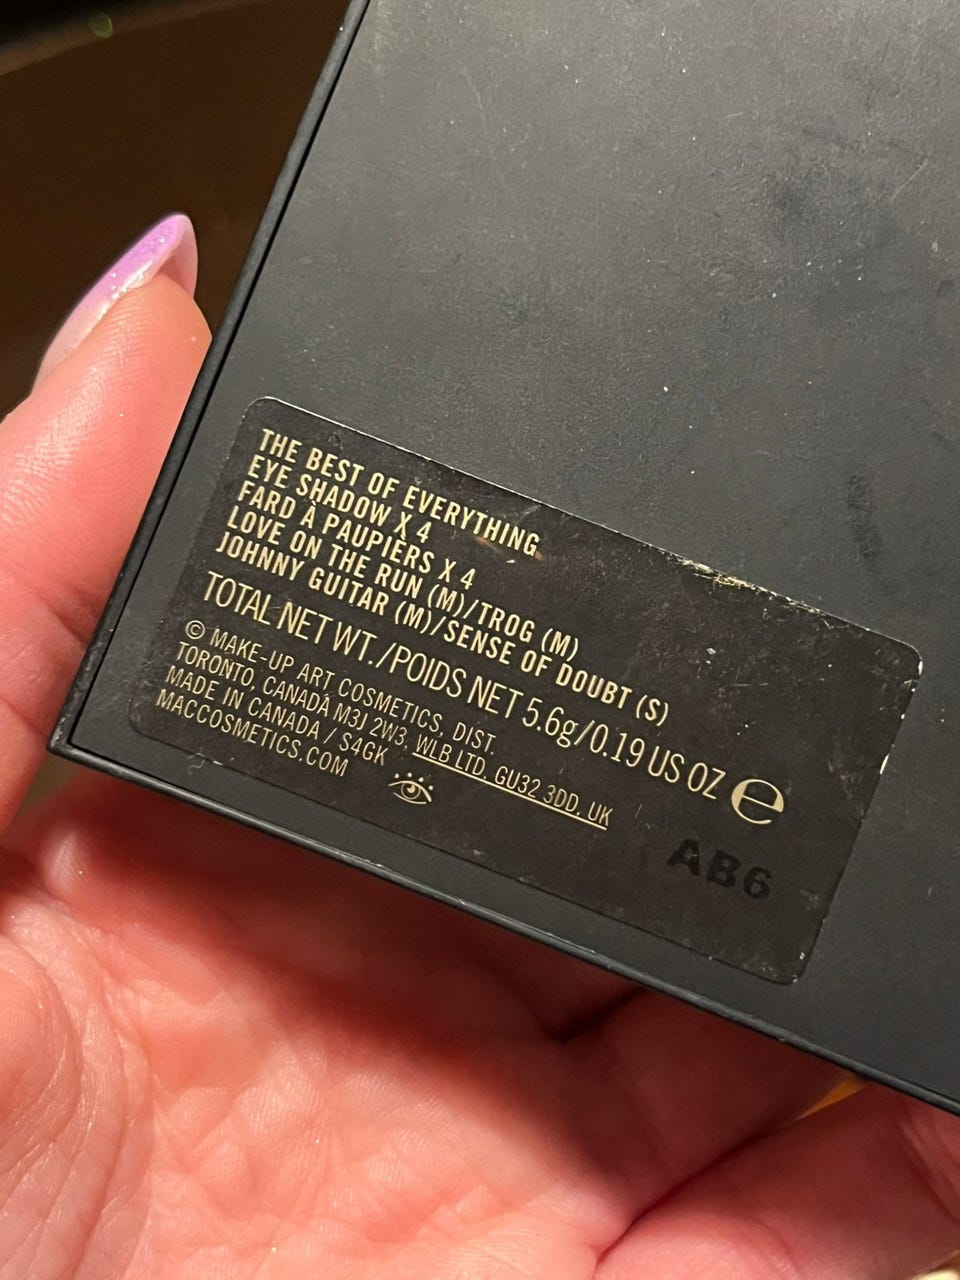 THE BEST OF EVERYTHING
EYE SHADOW X 4
FARD À PAUPIERS X 4
LOVE ON THE RUN (M)/TROG (M)
JOHNNY GUITAR (M)/SENSE OF DOUBT (S)
TOTAL NET WT./POIDS NET 5.6g/0.19 US OZ e
© MAKE-UP ART COSMETICS, DIST.
TORONTO, CANADA M3J 2W3, WLB LTD. GU32 3DD, UK
MADE IN CANADA / S4GK
MACCOSMETICS.COM
AB6